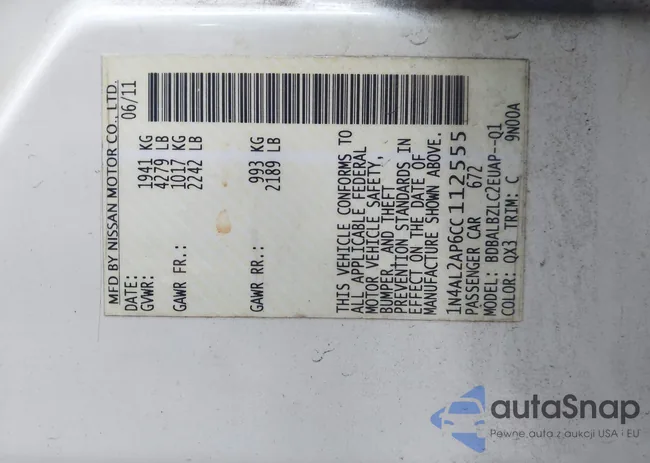 MFD BY NISSAN MOTOR CO., LTD.
DATE: 06/11
GVWR: 1941 KG
4279 LB
GAWR FR.: 1017 KG
2242 LB
GAWR RR.: 993 KG
2189 LB
THIS VEHICLE CONFORMS TO
ALL APPLICABLE FEDERAL
MOTOR VEHICLE SAFETY,
BUMPER, AND THEFT
PREVENTION STANDARDS IN
EFFECT ON THE DATE OF
MANUFACTURE SHOWN ABOVE.
1N4AL2AP6CC112555
PASSENGER CAR 672
MODEL: BDBALBZLC2EUAP--Q1
COLOR: QX3 TRIM: C 9N00A
autaSnap
Pewne auta z aukcji USA i EU